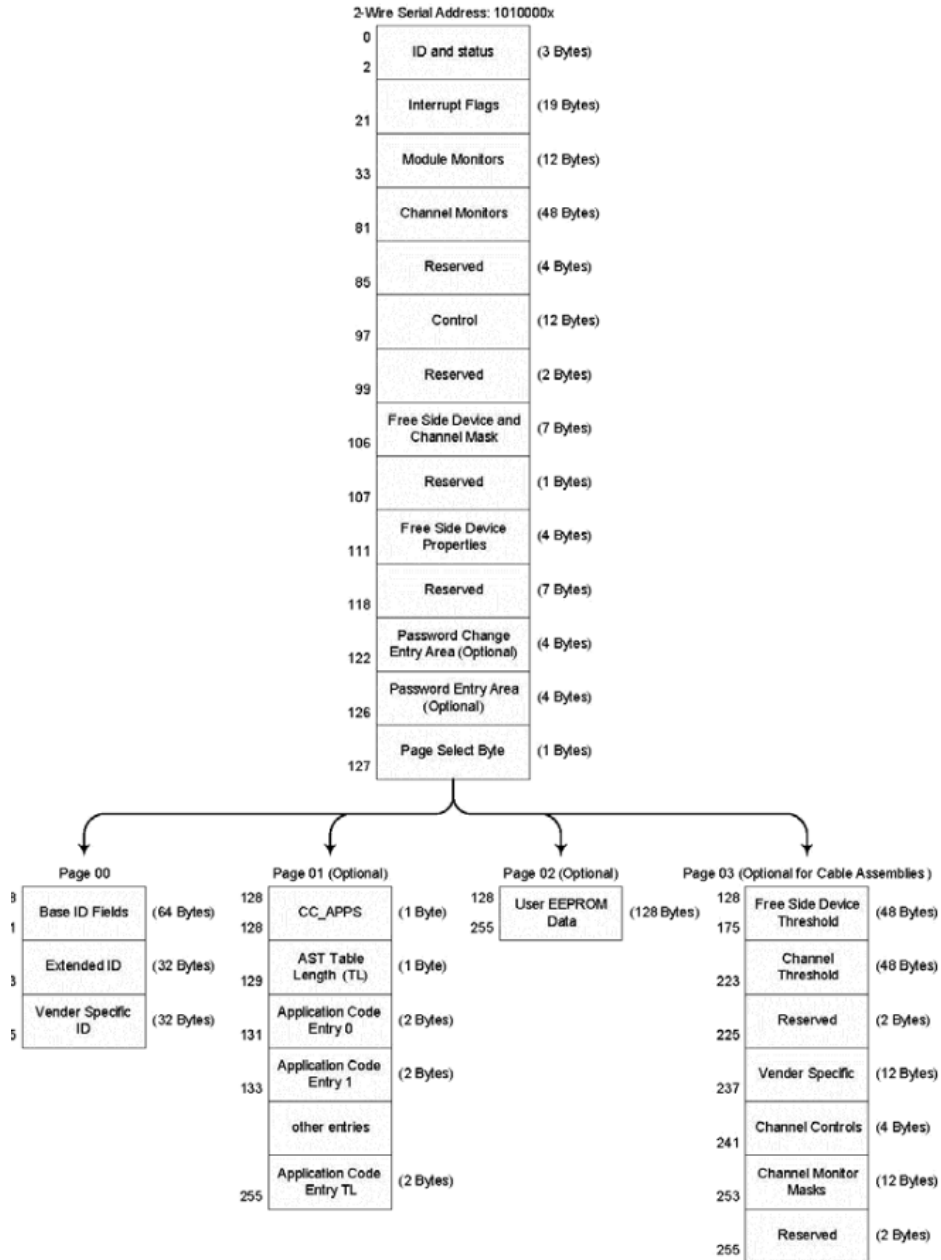 2-Wire Serial Address: 1010000x
0
ID and status (3 Bytes)
2
Interrupt Flags (19 Bytes)
21
Module Monitors (12 Bytes)
33
Channel Monitors (48 Bytes)
81
Reserved (4 Bytes)
85
Control (12 Bytes)
97
Reserved (2 Bytes)
99
Free Side Device and
Channel Mask (7 Bytes)
106
Reserved (1 Bytes)
107
Free Side Device
Properties (4 Bytes)
111
Reserved (7 Bytes)
118
Password Change
Entry Area (Optional) (4 Bytes)
122
Password Entry Area
(Optional) (4 Bytes)
126
Page Select Byte (1 Bytes)
127
Page 00
8
Base ID Fields (64 Bytes)
1
Extended ID (32 Bytes)
3
Vender Specific
ID (32 Bytes)
5
Page 01 (Optional)
128
CC_APPS (1 Byte)
128
AST Table
Length (TL) (1 Byte)
129
Application Code
Entry 0 (2 Bytes)
131
Application Code
Entry 1 (2 Bytes)
133
other entries
Application Code
Entry TL (2 Bytes)
255
Page 02 (Optional)
128
User EEPROM
Data (128 Bytes)
255
Page 03 (Optional for Cable Assemblies)
128
Free Side Device
Threshold (48 Bytes)
175
Channel
Threshold (48 Bytes)
223
Reserved (2 Bytes)
225
Vender Specific (12 Bytes)
237
Channel Controls (4 Bytes)
241
Channel Monitor
Masks (12 Bytes)
253
Reserved (2 Bytes)
255